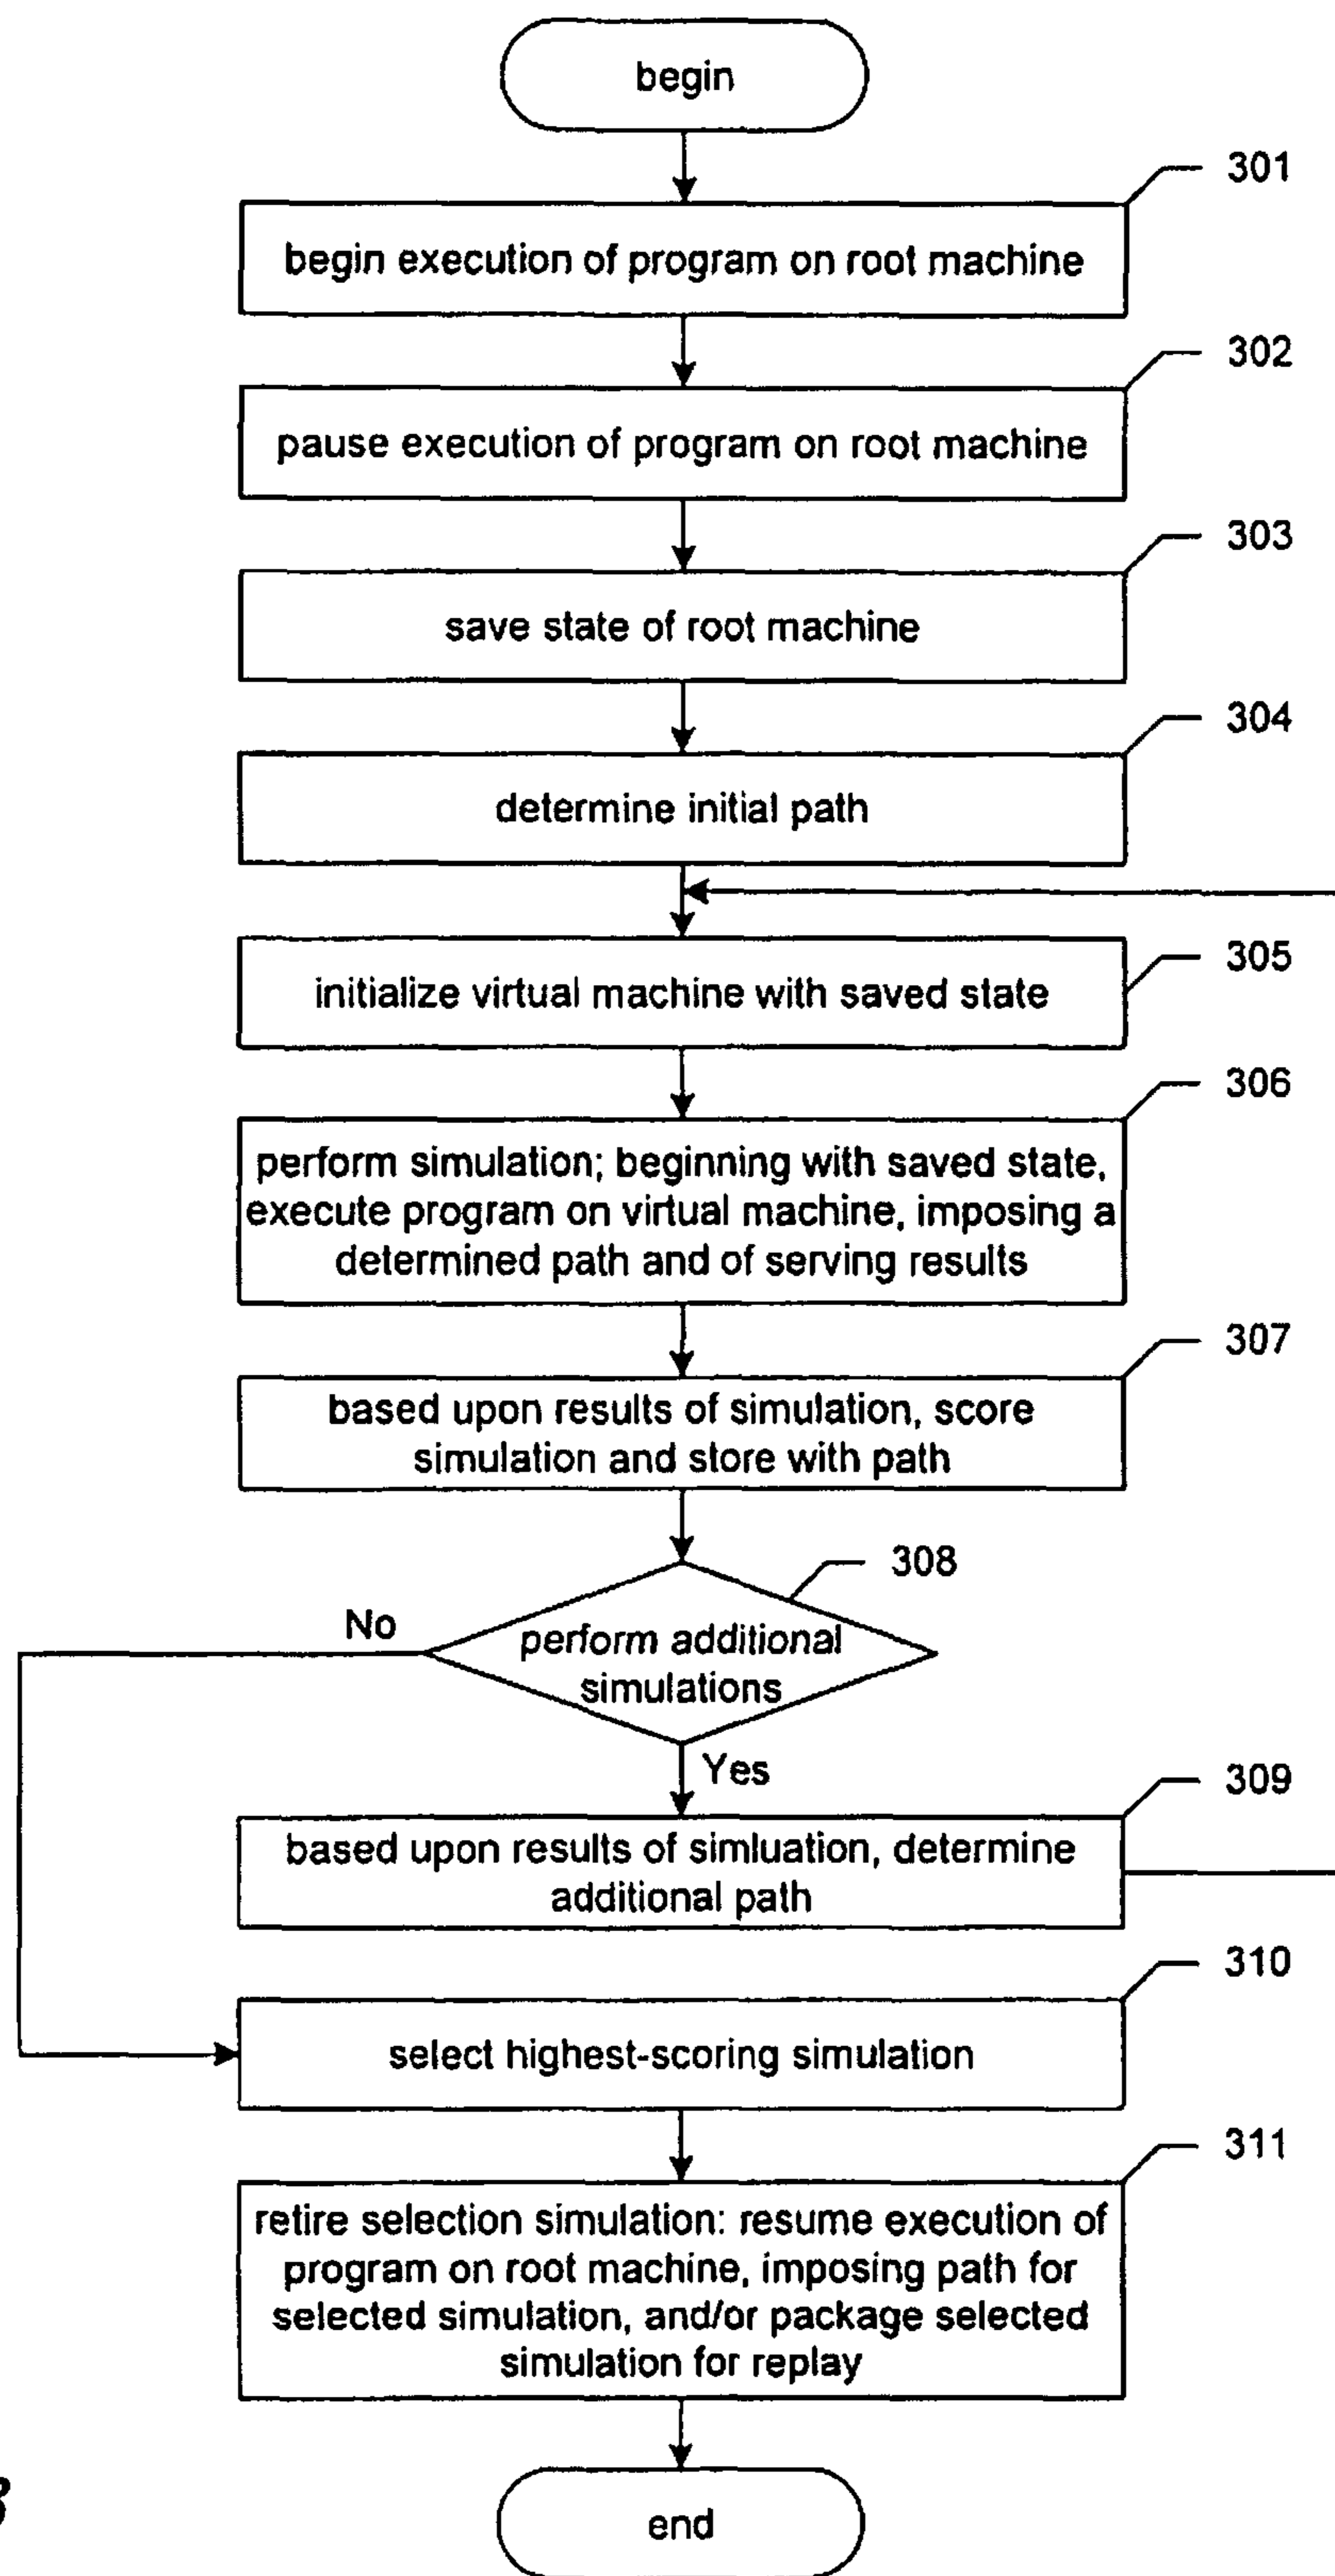 begin
301
begin execution of program on root machine
302
pause execution of program on root machine
303
save state of root machine
304
determine initial path
305
initialize virtual machine with saved state
306
perform simulation; beginning with saved state,
execute program on virtual machine, imposing a
determined path and of serving results
307
based upon results of simulation, score
simulation and store with path
308
No
perform additional
simulations
Yes
309
based upon results of simluation, determine
additional path
310
select highest-scoring simulation
311
retire selection simulation: resume execution of
program on root machine, imposing path for
selected simulation, and/or package selected
simulation for replay
end